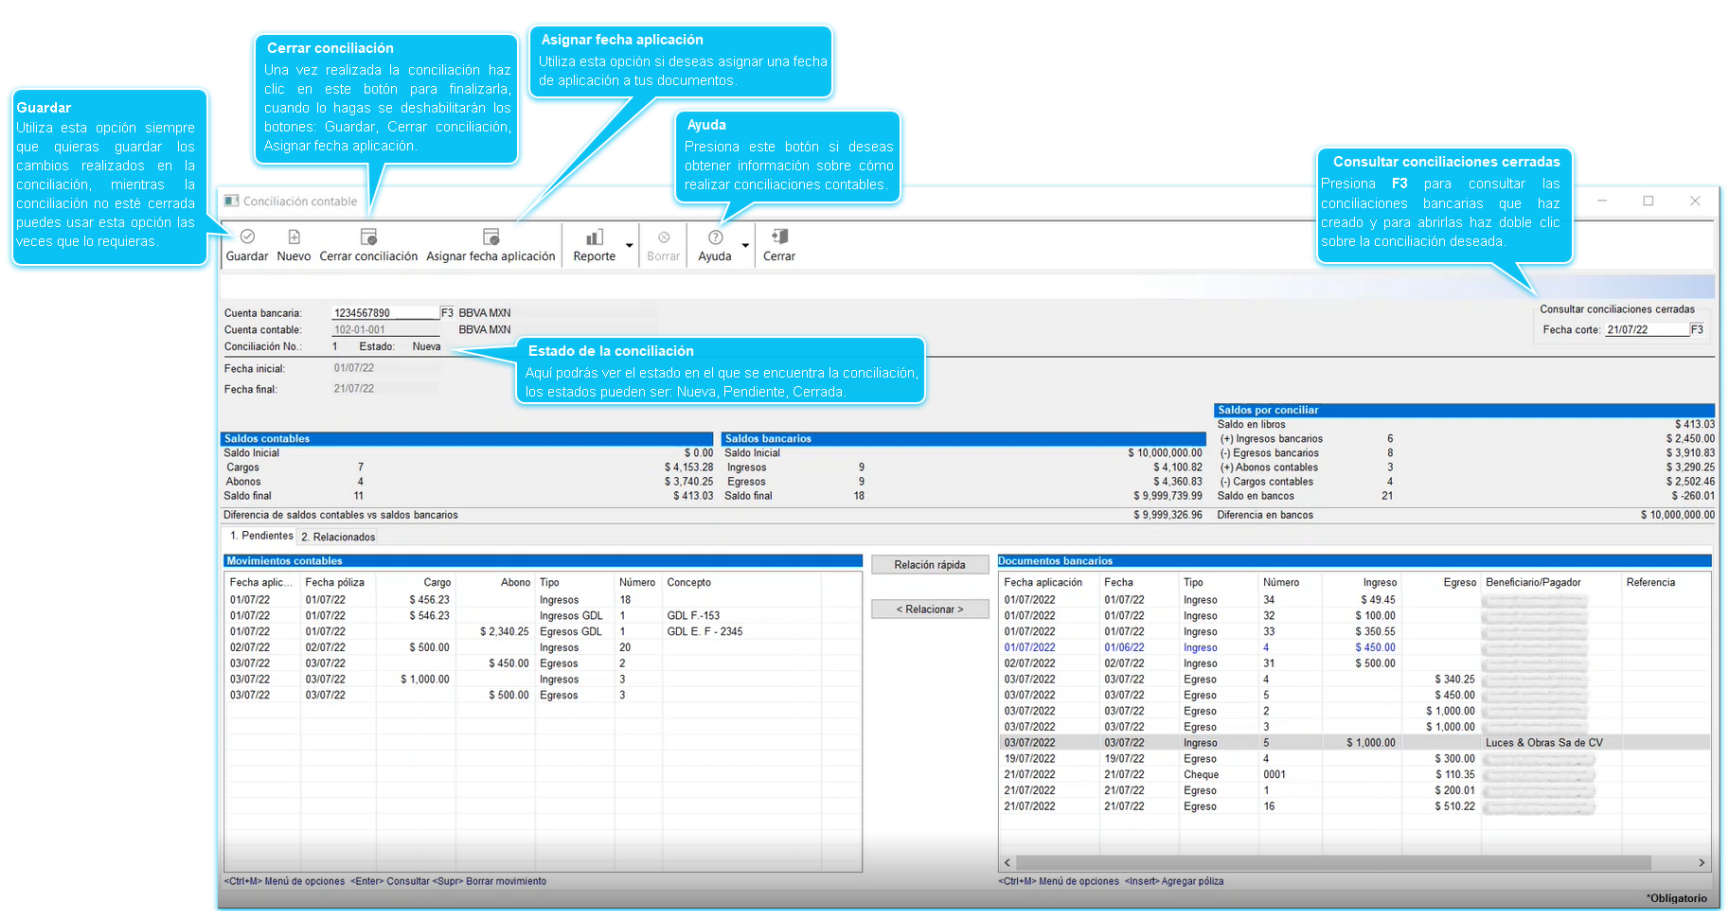 Guardar
Utiliza esta opción siempre
que quieras guardar los
cambios realizados en la
conciliación, mientras la
conciliación no esté cerrada
puedes usar esta opción las
veces que lo requieras.
Cerrar conciliación
Una vez realizada la conciliación haz
clic en este botón para finalizarla,
cuando lo hagas se deshabilitarán los
botones: Guardar, Cerrar conciliación,
Asignar fecha aplicación.
Asignar fecha aplicación
Utiliza esta opción si deseas asignar una fecha
de aplicación a tus documentos.
Ayuda
Presiona este botón si deseas
obtener información sobre cómo
realizar conciliaciones contables.
Consultar conciliaciones cerradas
Presiona F3 para consultar las
conciliaciones bancarias que haz
creado y para abrirlas haz doble clic
sobre la conciliación deseada.
Conciliación contable
Guardar Nuevo Cerrar conciliación Asignar fecha aplicación Reporte Borrar Ayuda Cerrar
Cuenta bancaria: 1234567890 F3 BBVA MXN
Cuenta contable: 102-01-001 BBVA MXN
Conciliación No.: 1 Estado: Nueva
Fecha inicial: 01/07/22
Fecha final: 21/07/22
Consultar conciliaciones cerradas
Fecha corte: 21/07/22 F3
Estado de la conciliación
Aquí podrás ver el estado en el que se encuentra la conciliación,
los estados pueden ser: Nueva, Pendiente, Cerrada.
Saldos contables
Saldo Inicial $ 0.00
Cargos 7 $ 4,153.28
Abonos 4 $ 3,740.25
Saldo final 11 $ 413.03
Saldos bancarios
Saldo Inicial $ 10,000,000.00
Ingresos 9 $ 4,100.82
Egresos 9 $ 4,360.83
Saldo final 18 $ 9,999,739.99
Diferencia de saldos contables vs saldos bancarios $ 9,999,326.96
Saldos por conciliar
Saldo en libros $ 413.03
(+) Ingresos bancarios 6 $ 2,450.00
(-) Egresos bancarios 8 $ 3,910.83
(+) Abonos contables 3 $ 3,290.25
(-) Cargos contables 4 $ 2,502.46
Saldo en bancos 21 $ -260.01
Diferencia en bancos $ 10,000,000.00
1. Pendientes 2. Relacionados
Movimientos contables
Fecha aplic... Fecha póliza Cargo Abono Tipo Número Concepto
01/07/22 01/07/22 $ 456.23 Ingresos 18
01/07/22 01/07/22 $ 546.23 Ingresos GDL 1 GDL F.-153
01/07/22 01/07/22 $ 2,340.25 Egresos GDL 1 GDL E. F - 2345
02/07/22 02/07/22 $ 500.00 Ingresos 20
03/07/22 03/07/22 $ 450.00 Egresos 2
03/07/22 03/07/22 $ 1,000.00 Ingresos 3
03/07/22 03/07/22 $ 500.00 Egresos 3
Relación rápida
< Relacionar >
Documentos bancarios
Fecha aplicación Fecha Tipo Número Ingreso Egreso Beneficiario/Pagador Referencia
01/07/2022 01/07/22 Ingreso 34 $ 49.45
01/07/2022 01/07/22 Ingreso 32 $ 100.00
01/07/2022 01/07/22 Ingreso 33 $ 350.55
01/07/2022 01/06/22 Ingreso 4 $ 450.00
02/07/2022 02/07/22 Ingreso 31 $ 500.00
03/07/2022 03/07/22 Egreso 4 $ 340.25
03/07/2022 03/07/22 Egreso 5 $ 450.00
03/07/2022 03/07/22 Egreso 2 $ 1,000.00
03/07/2022 03/07/22 Egreso 3 $ 1,000.00
03/07/2022 03/07/22 Ingreso 5 $ 1,000.00 Luces & Obras Sa de CV
19/07/2022 19/07/22 Egreso 4 $ 300.00
21/07/2022 21/07/22 Cheque 0001 $ 110.35
21/07/2022 21/07/22 Egreso 1 $ 200.01
21/07/2022 21/07/22 Egreso 16 $ 510.22
<Ctrl+M> Menú de opciones <Enter> Consultar <Supr> Borrar movimiento
<Ctrl+M> Menú de opciones <Insert> Agregar póliza
*Obligatorio